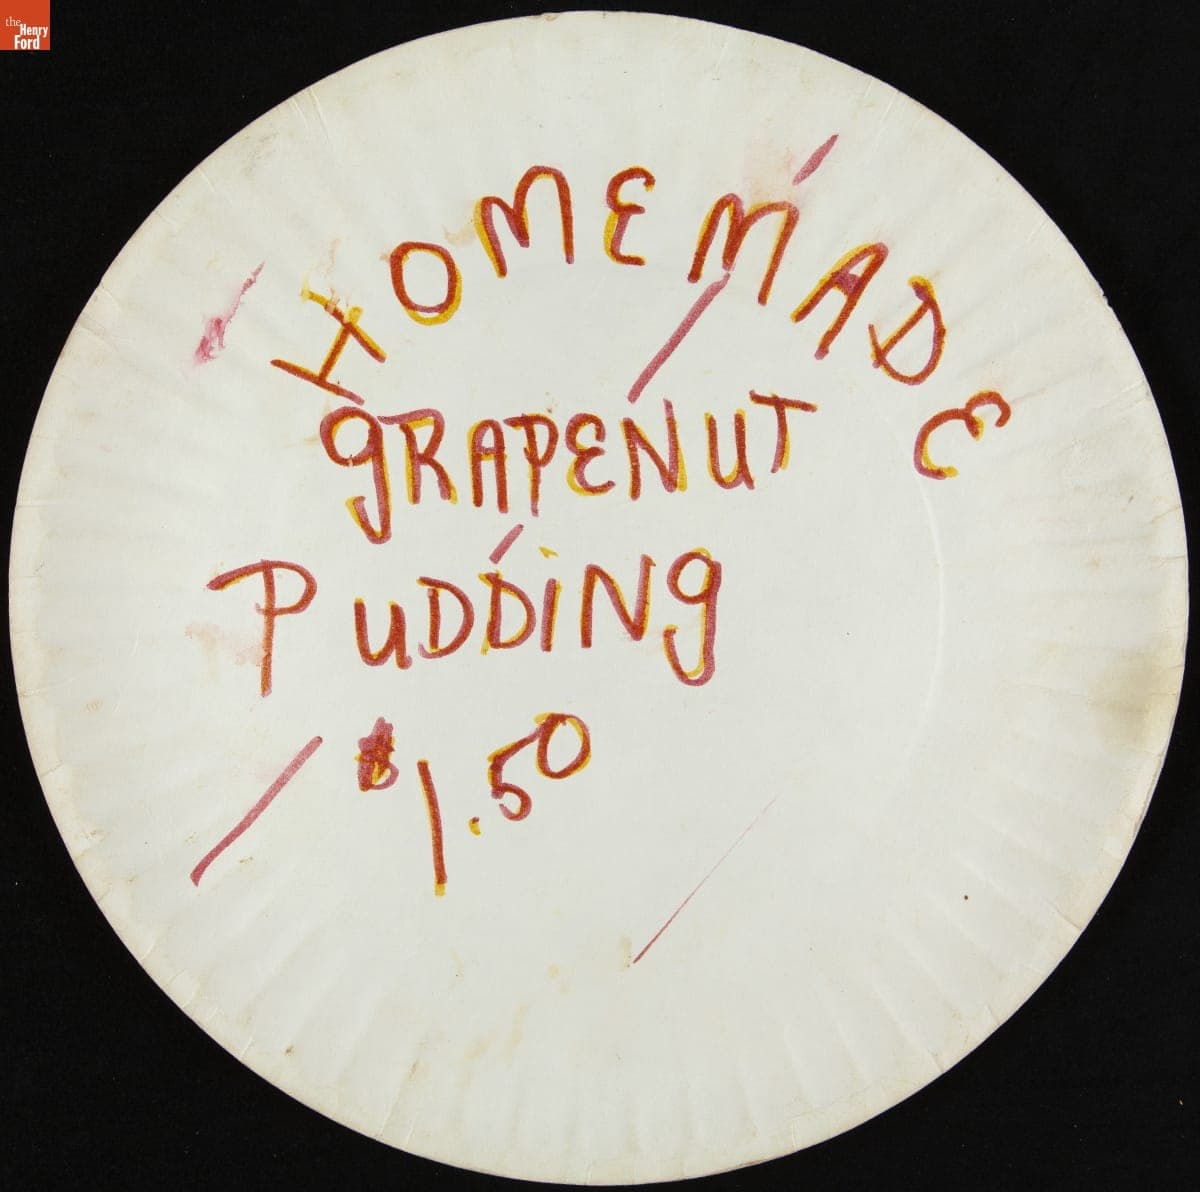 the
Henry
Ford
HOMEMADE
gRAPENUT
PUDDiNg
$1.50